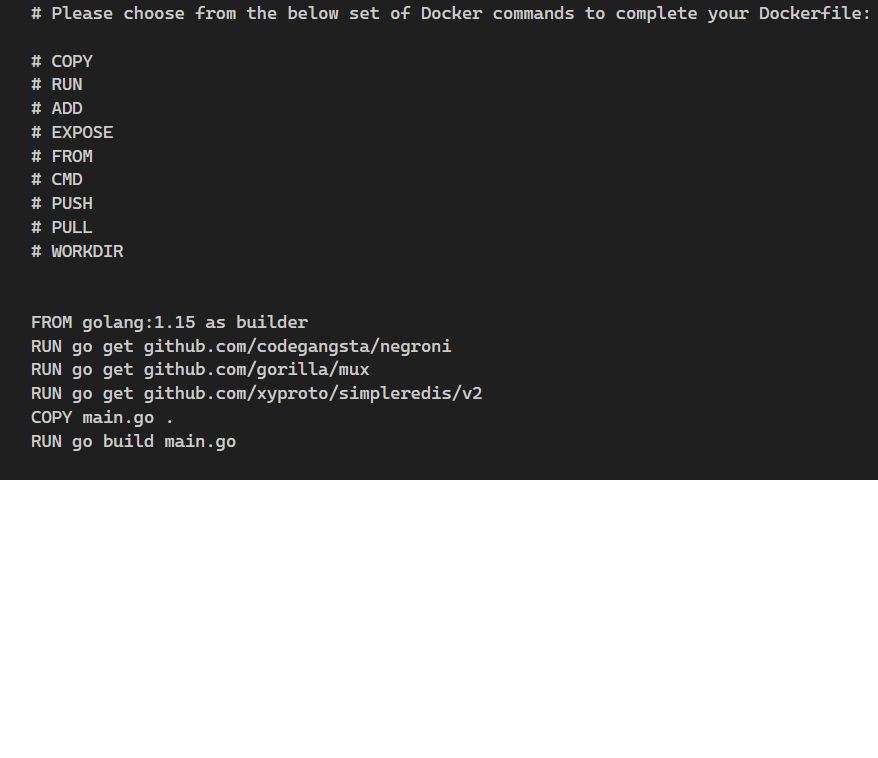 # Please choose from the below set of Docker commands to complete your Dockerfile:
# COPY
# RUN
# ADD
# EXPOSE
# FROM
# CMD
# PUSH
# PULL
# WORKDIR
FROM golang:1.15 as builder
RUN go get github.com/codegangsta/negroni
RUN go get github.com/gorilla/mux
RUN go get github.com/xyproto/simpleredis/v2
COPY main.go .
RUN go build main.go